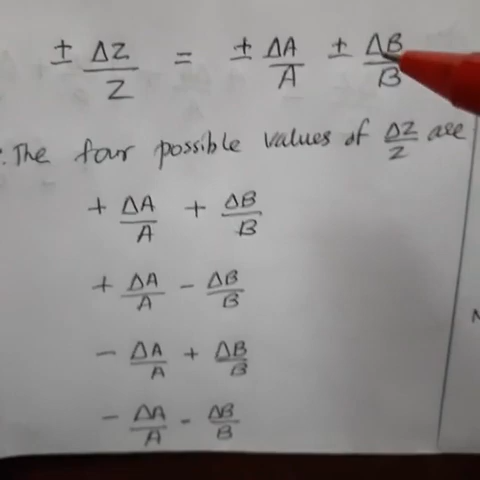 ± ΔZ/Z = ± ΔA/A ± ΔB/B
The four possible values of ΔZ/Z are
+ ΔA/A + ΔB/B
+ ΔA/A - ΔB/B
- ΔA/A + ΔB/B
- ΔA/A - ΔB/B